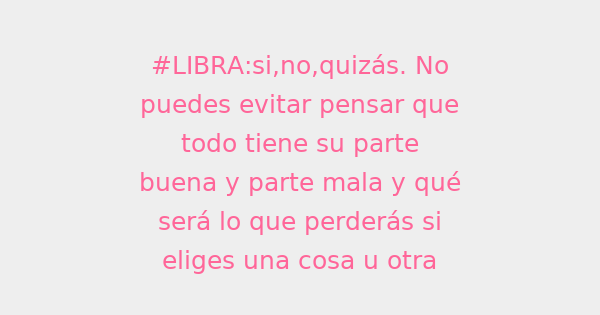 #LIBRA:si,no,quizás. No
puedes evitar pensar que
todo tiene su parte
buena y parte mala y qué
será lo que perderás si
eliges una cosa u otra